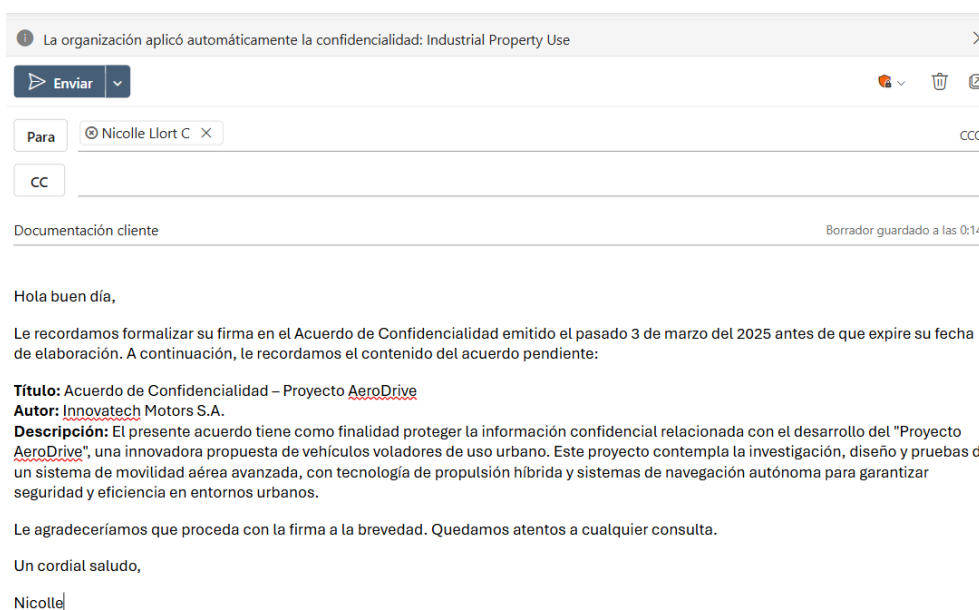 La organización aplicó automáticamente la confidencialidad: Industrial Property Use
Enviar
Para
Nicolle Llort C
CCO
CC
Documentación cliente
Borrador guardado a las 0:14
Hola buen día,
Le recordamos formalizar su firma en el Acuerdo de Confidencialidad emitido el pasado 3 de marzo del 2025 antes de que expire su fecha
de elaboración. A continuación, le recordamos el contenido del acuerdo pendiente:
Título: Acuerdo de Confidencialidad – Proyecto AeroDrive
Autor: Innovatech Motors S.A.
Descripción: El presente acuerdo tiene como finalidad proteger la información confidencial relacionada con el desarrollo del "Proyecto
AeroDrive", una innovadora propuesta de vehículos voladores de uso urbano. Este proyecto contempla la investigación, diseño y pruebas d
un sistema de movilidad aérea avanzada, con tecnología de propulsión híbrida y sistemas de navegación autónoma para garantizar
seguridad y eficiencia en entornos urbanos.
Le agradeceríamos que proceda con la firma a la brevedad. Quedamos atentos a cualquier consulta.
Un cordial saludo,
Nicolle